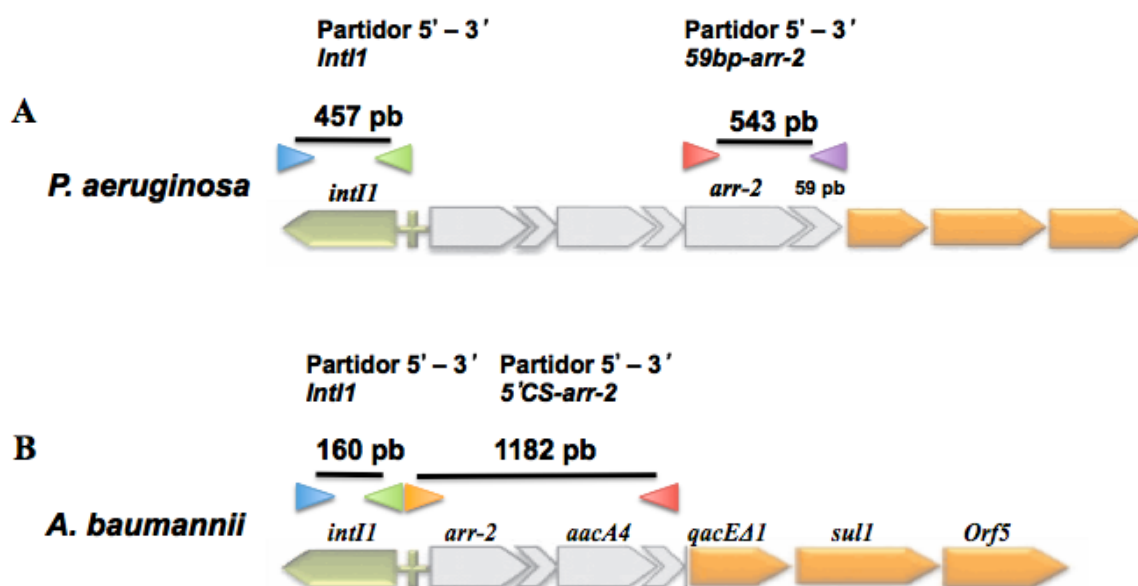 Partidor 5' – 3'
IntI1
Partidor 5' – 3'
59bp-arr-2
A
457 pb
543 pb
P. aeruginosa
intI1
arr-2
59 pb
Partidor 5' – 3'
IntI1
Partidor 5' – 3'
5'CS-arr-2
B
160 pb
1182 pb
A. baumannii
intI1
arr-2
aacA4
qacEΔ1
sul1
Orf5